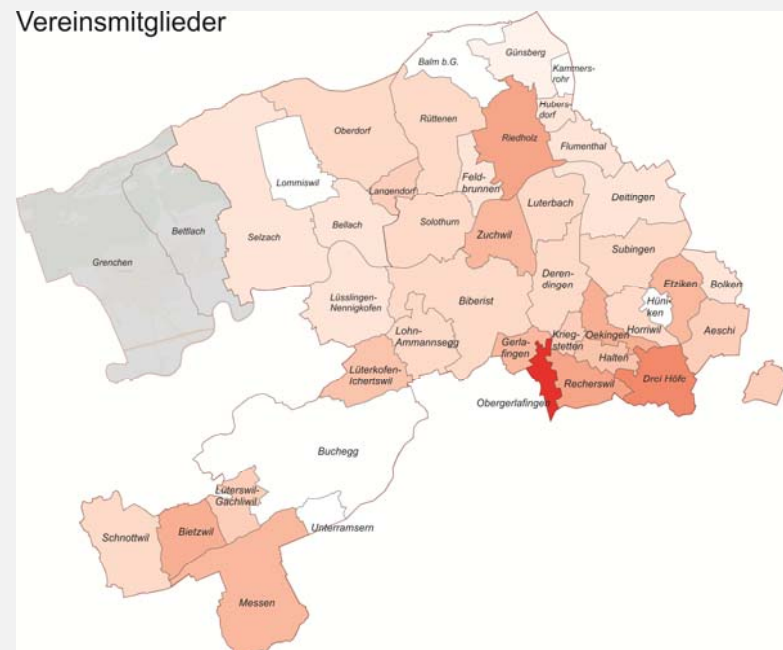 Vereinsmitglieder
Günsberg
Balm b.G.
Kammers-
rohr
Hubers-
dorf
Oberdorf
Rüttenen
Riedholz
Flumenthal
Lommiswil
Langendorf
Feld-
brunnen
Deitingen
Luterbach
Bettlach
Selzach
Bellach
Solothurn
Zuchwil
Subingen
Grenchen
Deren-
dingen
Etziken
Bolken
Lüsslingen-
Nennigkofen
Biberist
Hüni-
ken
Lohn-
Ammannsegg
Krieg-
stetten
Oekingen
Horriwil
Aeschi
Gerla-
fingen
Halten
Lüterkofen-
Ichertswil
Recherswil
Drei Höfe
Obergerlafingen
Buchegg
Lüterswil-
Gächliwil
Unterramsern
Schnottwil
Bietzwil
Messen